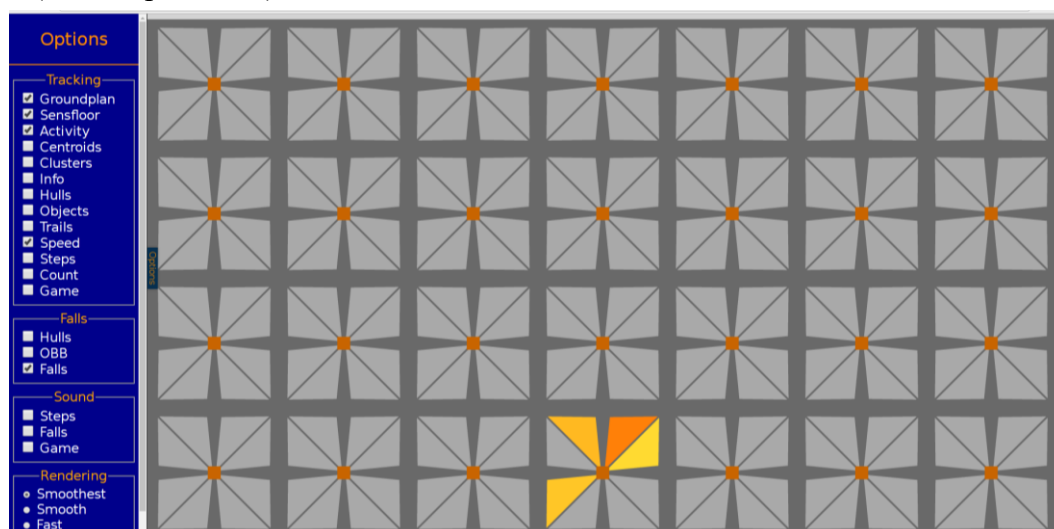 Options
Tracking
Groundplan
Sensfloor
Activity
Centroids
Clusters
Info
Hulls
Objects
Trails
Speed
Steps
Count
Game
Options
Falls
Hulls
OBB
Falls
Sound
Steps
Falls
Game
Rendering
Smoothest
Smooth
Fast